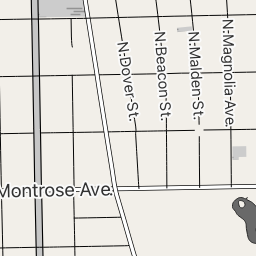 N. Dover St.
N. Beacon St.
N. Malden St.
N. Magnolia Ave.
Montrose Ave.